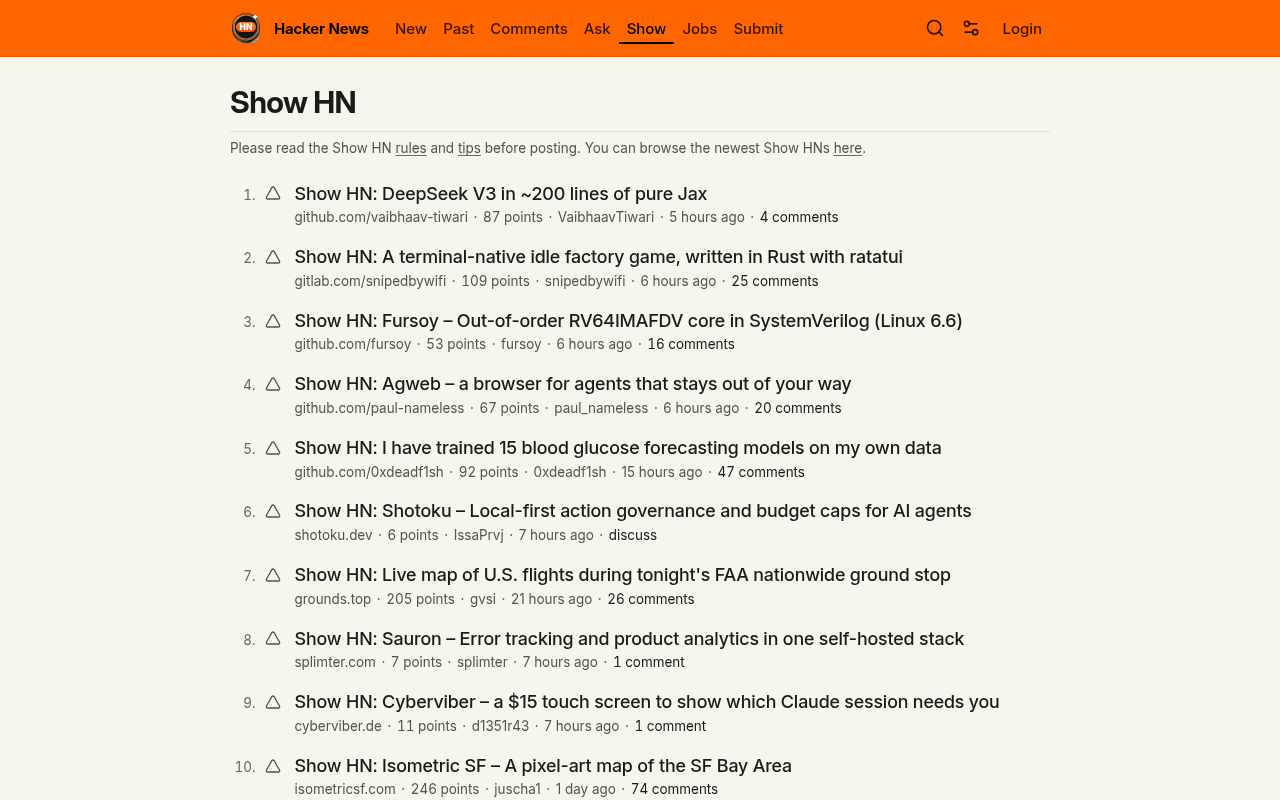 HN Hacker News New Past Comments Ask Show Jobs Submit Login
Show HN
Please read the Show HN rules and tips before posting. You can browse the newest Show HNs here.
1. Show HN: DeepSeek V3 in ~200 lines of pure Jax
github.com/vaibhaav-tiwari · 87 points · VaibhaavTiwari · 5 hours ago · 4 comments
2. Show HN: A terminal-native idle factory game, written in Rust with ratatui
gitlab.com/snipedbywifi · 109 points · snipedbywifi · 6 hours ago · 25 comments
3. Show HN: Fursoy – Out-of-order RV64IMAFDV core in SystemVerilog (Linux 6.6)
github.com/fursoy · 53 points · fursoy · 6 hours ago · 16 comments
4. Show HN: Agweb – a browser for agents that stays out of your way
github.com/paul-nameless · 67 points · paul_nameless · 6 hours ago · 20 comments
5. Show HN: I have trained 15 blood glucose forecasting models on my own data
github.com/0xdeadf1sh · 92 points · 0xdeadf1sh · 15 hours ago · 47 comments
6. Show HN: Shotoku – Local-first action governance and budget caps for AI agents
shotoku.dev · 6 points · IssaPrvj · 7 hours ago · discuss
7. Show HN: Live map of U.S. flights during tonight's FAA nationwide ground stop
grounds.top · 205 points · gvsi · 21 hours ago · 26 comments
8. Show HN: Sauron – Error tracking and product analytics in one self-hosted stack
splimter.com · 7 points · splimter · 7 hours ago · 1 comment
9. Show HN: Cyberviber – a $15 touch screen to show which Claude session needs you
cyberviber.de · 11 points · d1351r43 · 7 hours ago · 1 comment
10. Show HN: Isometric SF – A pixel-art map of the SF Bay Area
isometricsf.com · 246 points · juscha1 · 1 day ago · 74 comments